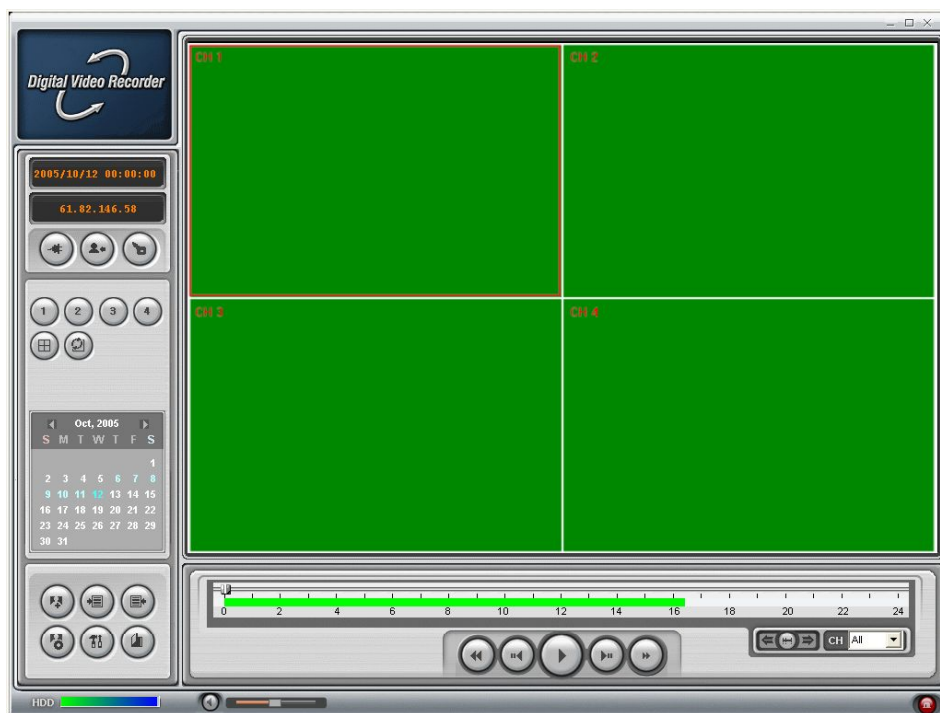 Digital Video Recorder
2005/10/12 00:00:00
61.82.146.58
1 2 3 4
Oct, 2005
S M T W T F S
1
2 3 4 5 6 7 8
9 10 11 12 13 14 15
16 17 18 19 20 21 22
23 24 25 26 27 28 29
30 31
HDD
CH 1
CH 2
CH 3
CH 4
0 2 4 6 8 10 12 14 16 18 20 22 24
CH All